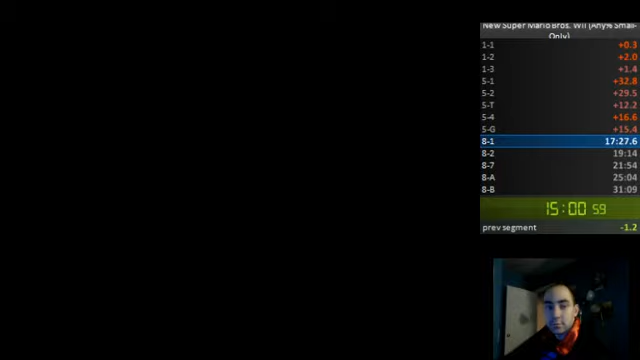 New Super Mario Bros. Wii (Any% Small-
Only)
1-1 +0.3
1-2 +2.0
1-3 +1.4
5-1 +32.8
5-2 +29.5
5-T +12.2
5-4 +16.6
5-G +15.4
8-1 17:27.6
8-2 19:14
8-7 21:54
8-A 25:04
8-B 31:09
15:00 59
prev segment -1.2